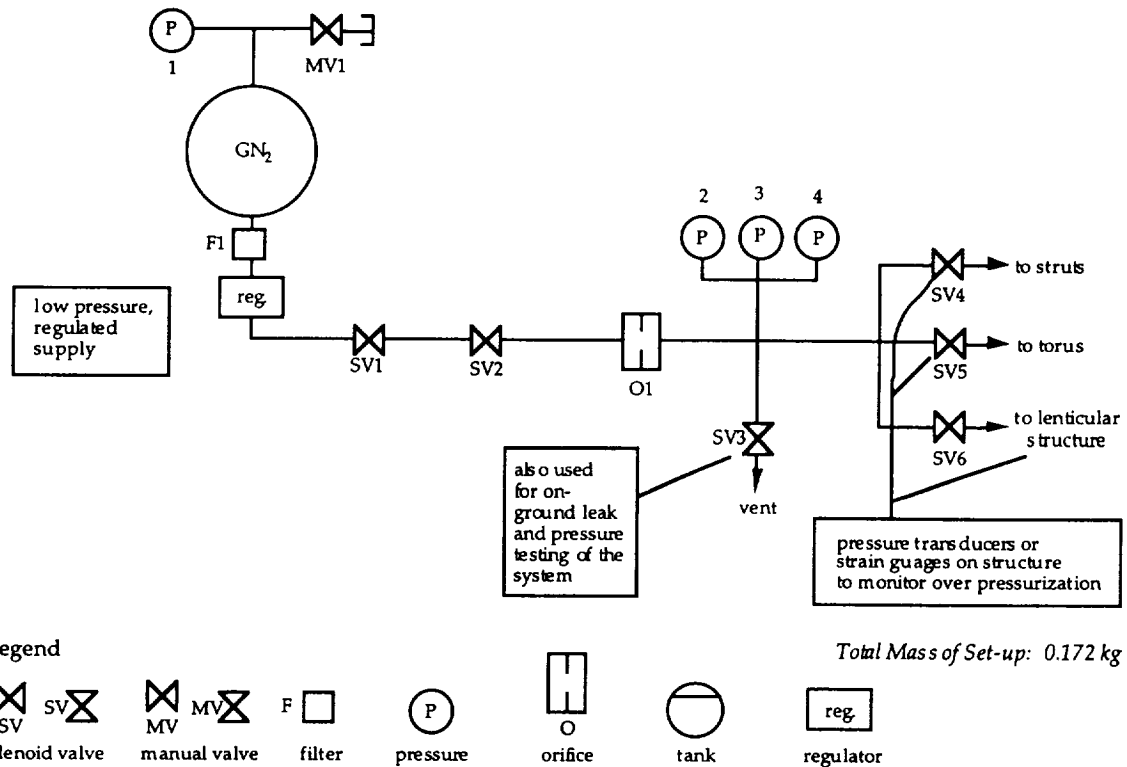 P
1
MV1
GN2
F1
reg.
low pressure,
regulated
supply
SV1
SV2
O1
2 3 4
P P P
SV4
to struts
SV5
to torus
SV6
to lenticular
structure
SV3
vent
also used
for on-
ground leak
and pressure
testing of the
system
pressure transducers or
strain guages on structure
to monitor over pressurization
Total Mass of Set-up: 0.172 kg
egend
SV SV
lenoid valve
MV MV
manual valve
F
filter
P
pressure
O
orifice
tank
reg.
regulator